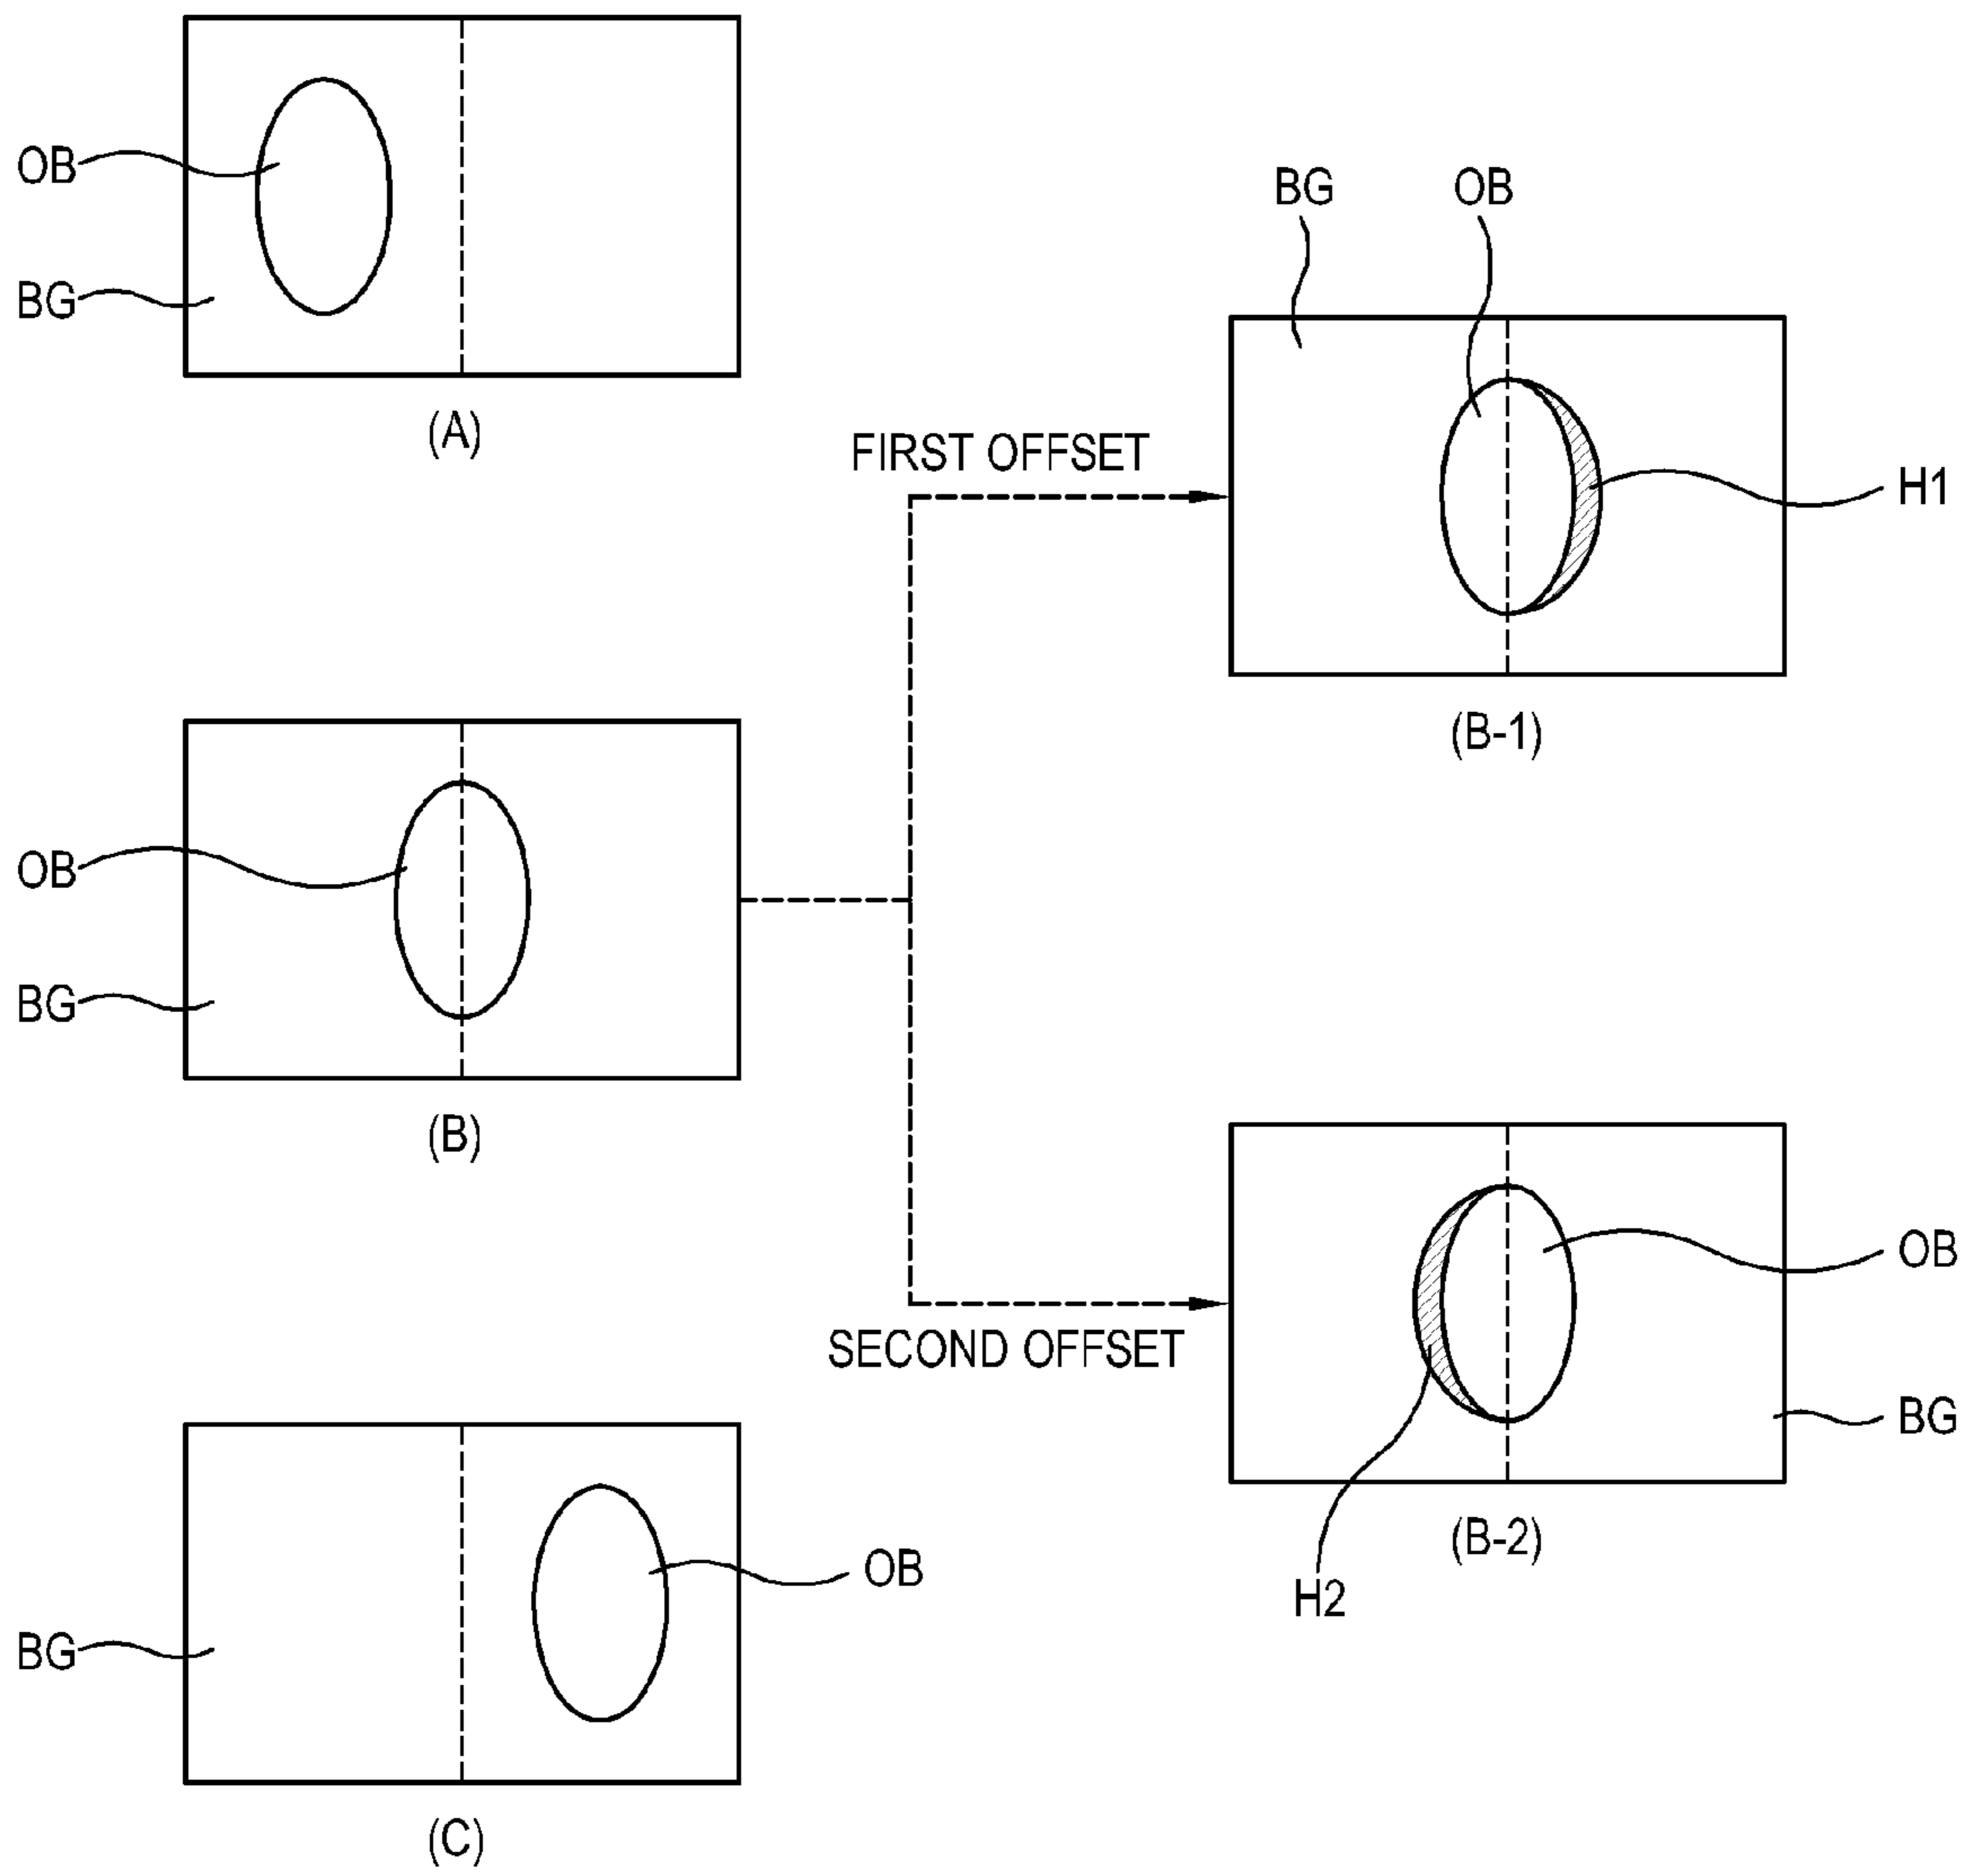 OB
BG
(A)
BG OB
FIRST OFFSET
H1
(B-1)
OB
BG
(B)
OB
SECOND OFFSET
BG
(B-2)
H2
OB
BG
(C)